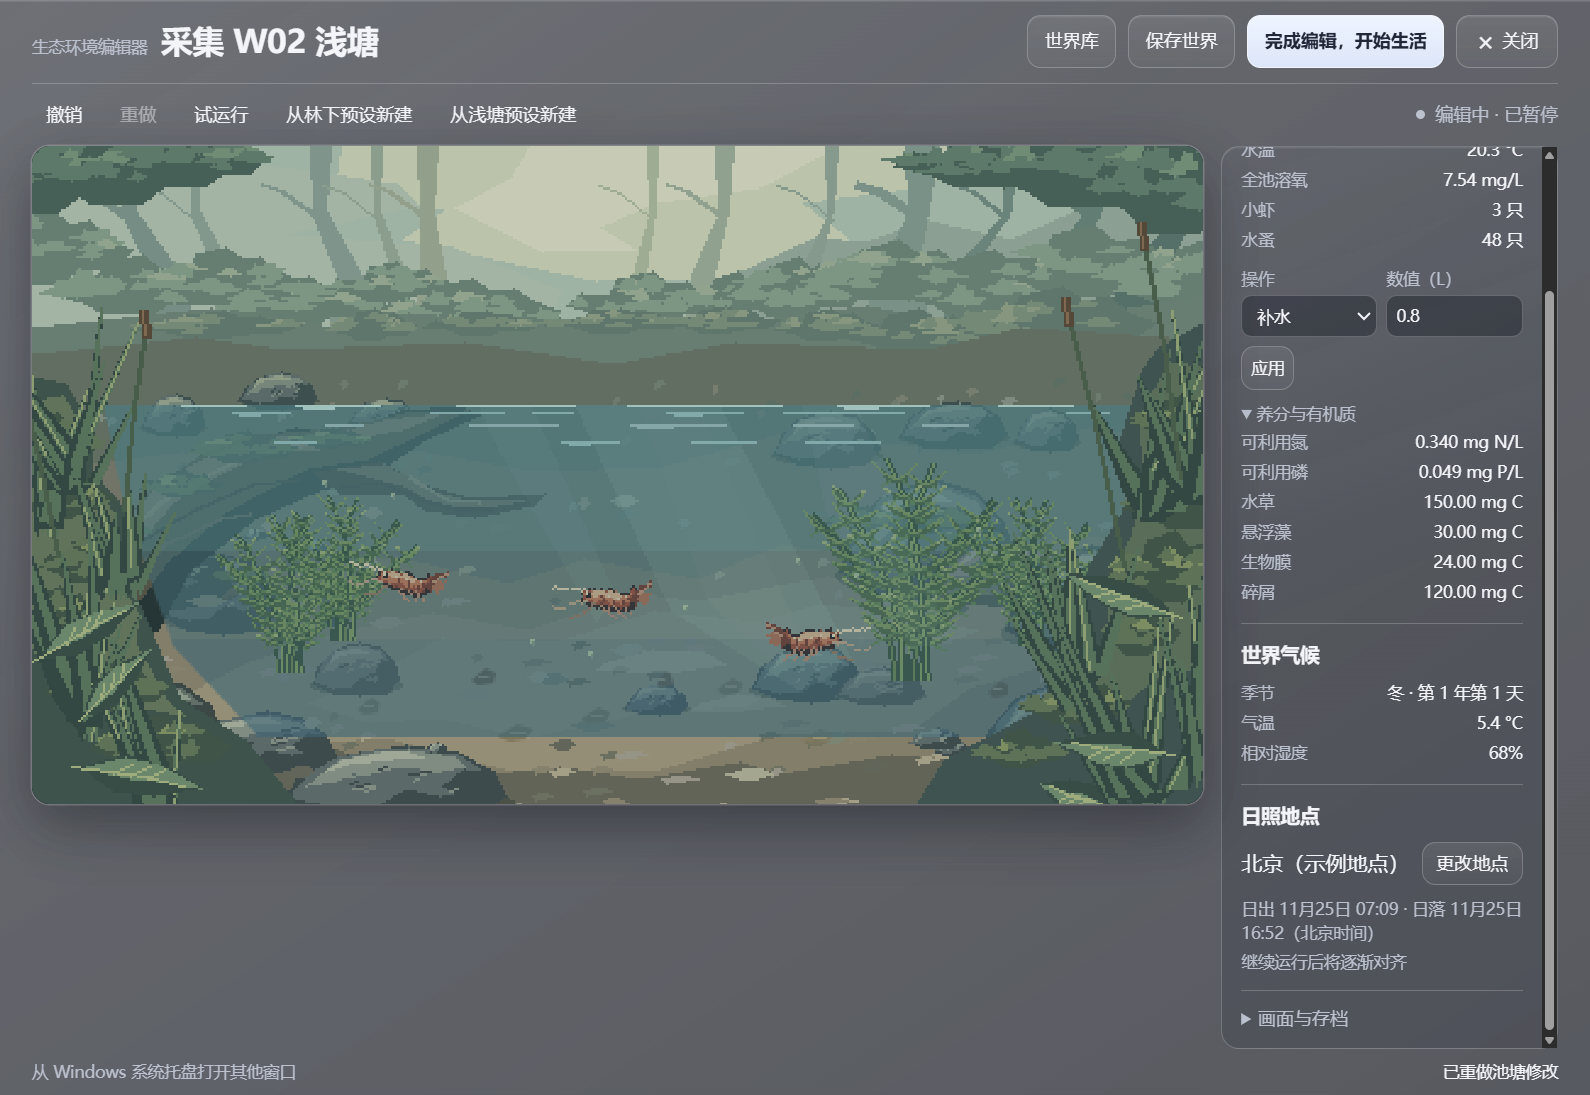 生态环境编辑器 采集 W02 浅塘
世界库
保存世界
完成编辑，开始生活
× 关闭
撤销
重做
试运行
从林下预设新建
从浅塘预设新建
编辑中 · 已暂停
水温 20.3 °C
全池溶氧 7.54 mg/L
小虾 3 只
水蚤 48 只
操作 数值（L）
补水 0.8
应用
▼ 养分与有机质
可利用氮 0.340 mg N/L
可利用磷 0.049 mg P/L
水草 150.00 mg C
悬浮藻 30.00 mg C
生物膜 24.00 mg C
碎屑 120.00 mg C
世界气候
季节 冬 · 第 1 年第 1 天
气温 5.4 °C
相对湿度 68%
日照地点
北京（示例地点） 更改地点
日出 11月25日 07:09 · 日落 11月25日
16:52（北京时间）
继续运行后将逐渐对齐
▶ 画面与存档
从 Windows 系统托盘打开其他窗口
已重做池塘修改